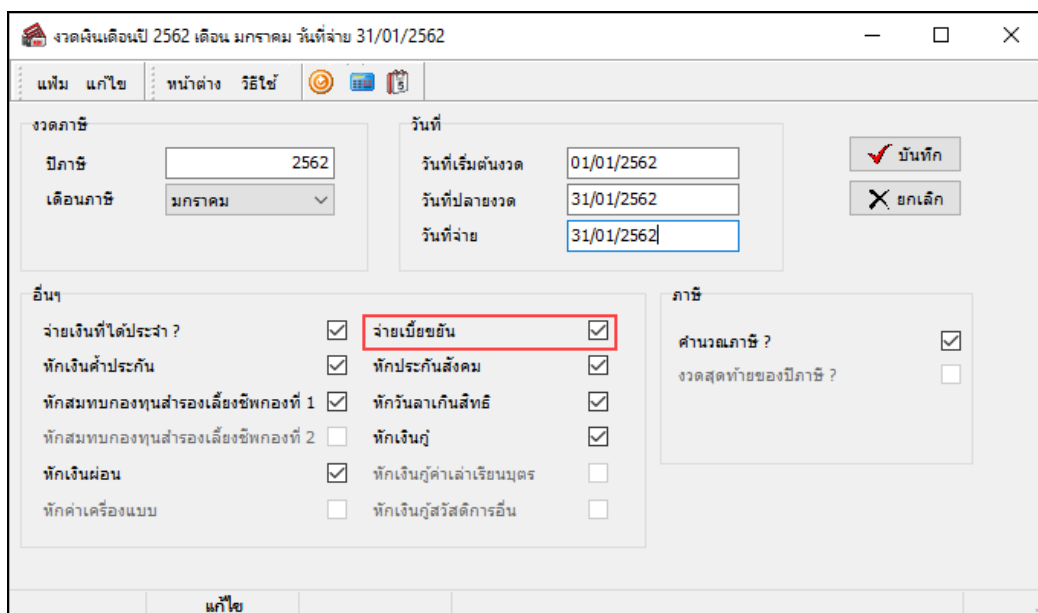 งวดเงินเดือนปี 2562 เดือน มกราคม วันที่จ่าย 31/01/2562
แฟ้ม แก้ไข หน้าต่าง วิธีใช้
งวดภาษี
ปีภาษี 2562
เดือนภาษี มกราคม
วันที่
วันที่เริ่มต้นงวด 01/01/2562
วันที่ปลายงวด 31/01/2562
วันที่จ่าย 31/01/2562
บันทึก
ยกเลิก
อื่นๆ
จ่ายเงินที่ได้ประจำ ? จ่ายเบี้ยขยัน
หักเงินค้ำประกัน หักประกันสังคม
หักสมทบกองทุนสำรองเลี้ยงชีพกองที่ 1 หักวันลาเกินสิทธิ์
หักสมทบกองทุนสำรองเลี้ยงชีพกองที่ 2 หักเงินกู้
หักเงินผ่อน หักเงินกู้ค่าเล่าเรียนบุตร
หักค่าเครื่องแบบ หักเงินกู้สวัสดิการอื่น
ภาษี
คำนวณภาษี ?
งวดสุดท้ายของปีภาษี ?
แก้ไข